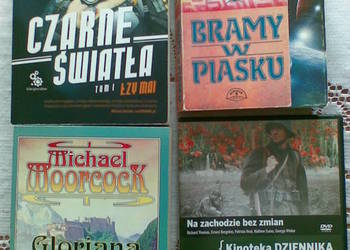 CZARNE
ŚWIATŁA
TOM I ŁZY MAI
BRAMY
W
PIASKU
Michael
Moorcock
Gloriana
Na zachodzie bez zmian
DVD
Kinoteka DZIENNIKA